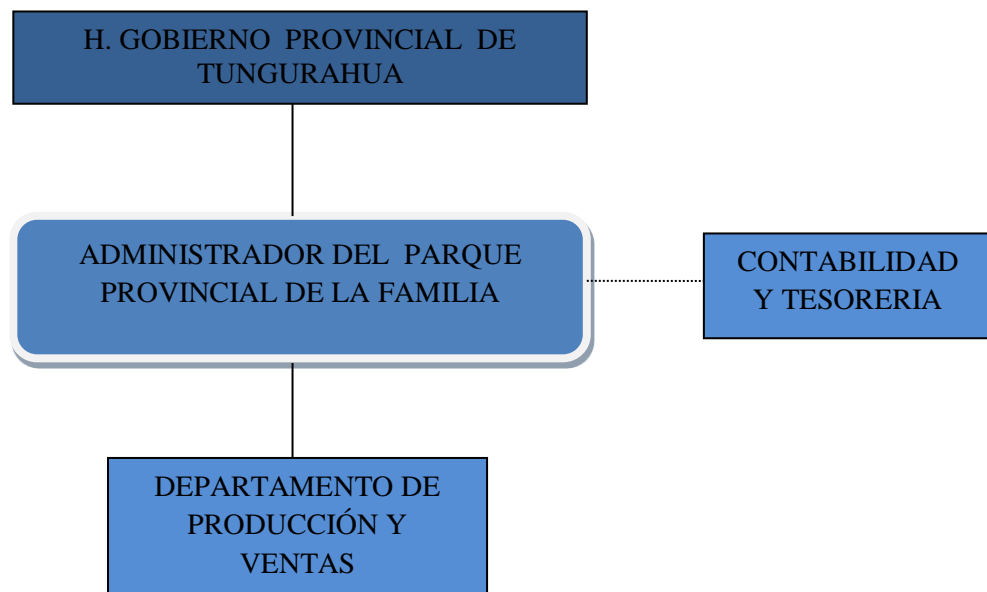 H. GOBIERNO PROVINCIAL DE
TUNGURAHUA
ADMINISTRADOR DEL PARQUE
PROVINCIAL DE LA FAMILIA
CONTABILIDAD
Y TESORERIA
DEPARTAMENTO DE
PRODUCCIÓN Y
VENTAS